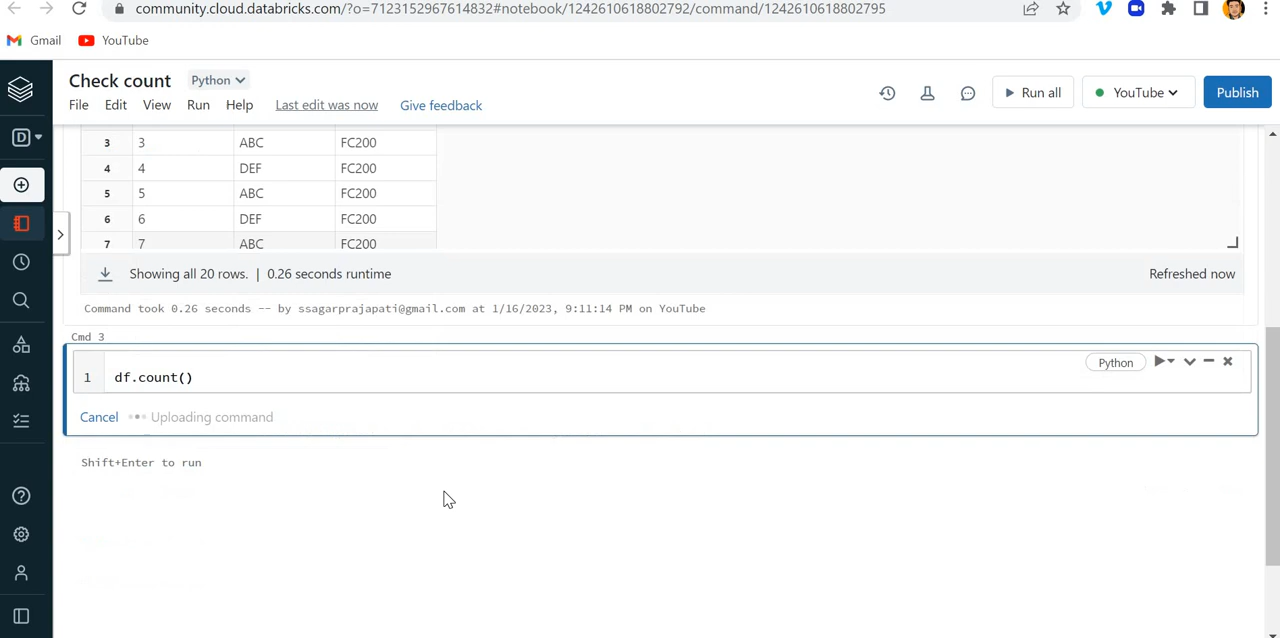 community.cloud.databricks.com/?o=7123152967614832#notebook/1242610618802792/command/1242610618802795
Gmail YouTube
Check count Python
File Edit View Run Help Last edit was now Give feedback
Run all YouTube Publish
D
3 3 ABC FC200
4 4 DEF FC200
5 5 ABC FC200
6 6 DEF FC200
7 7 ABC FC200
Showing all 20 rows. | 0.26 seconds runtime Refreshed now
Command took 0.26 seconds -- by ssagarprajapati@gmail.com at 1/16/2023, 9:11:14 PM on YouTube
Cmd 3
Python
1 df.count()
Cancel Uploading command
Shift+Enter to run